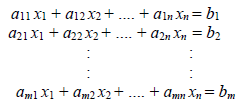 a11 x1 + a12 x2 + .... + a1n xn = b1
a21 x1 + a22 x2 + .... + a2n xn = b2
: :
: :
am1 x1 + am2 x2 + .... + amn xn = bm